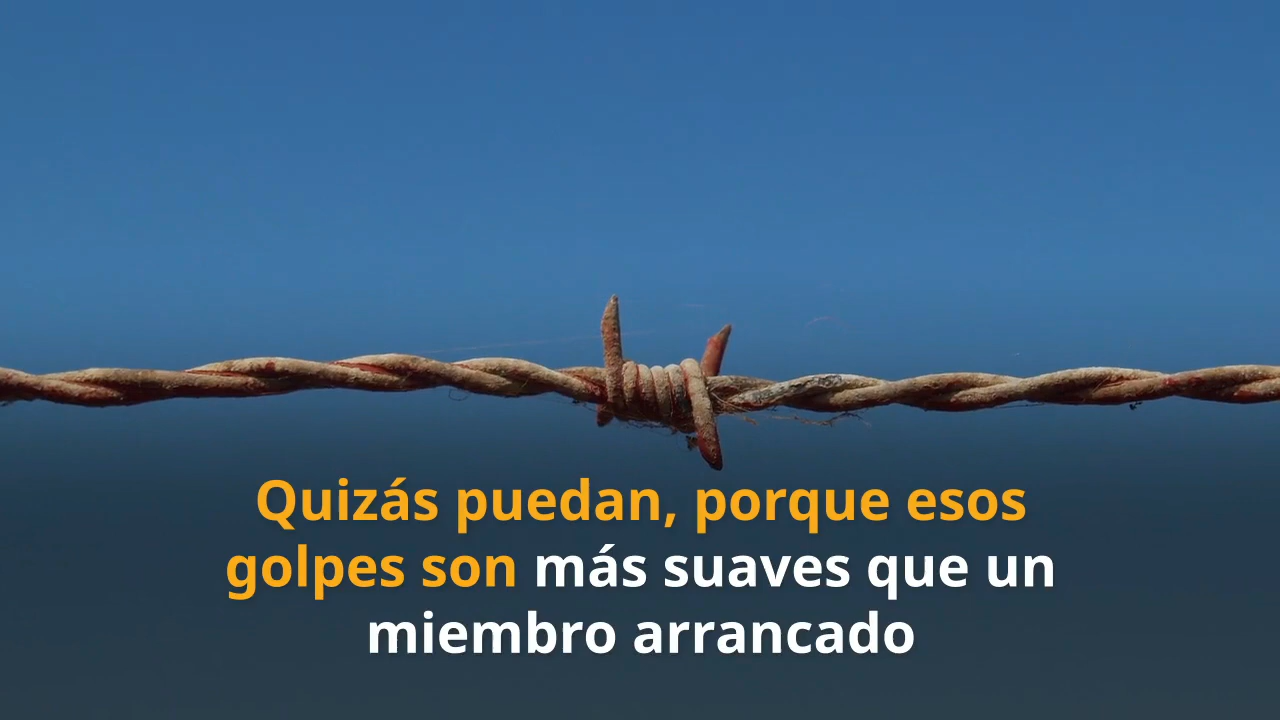 Quizás puedan, porque esos
golpes son más suaves que un
miembro arrancado